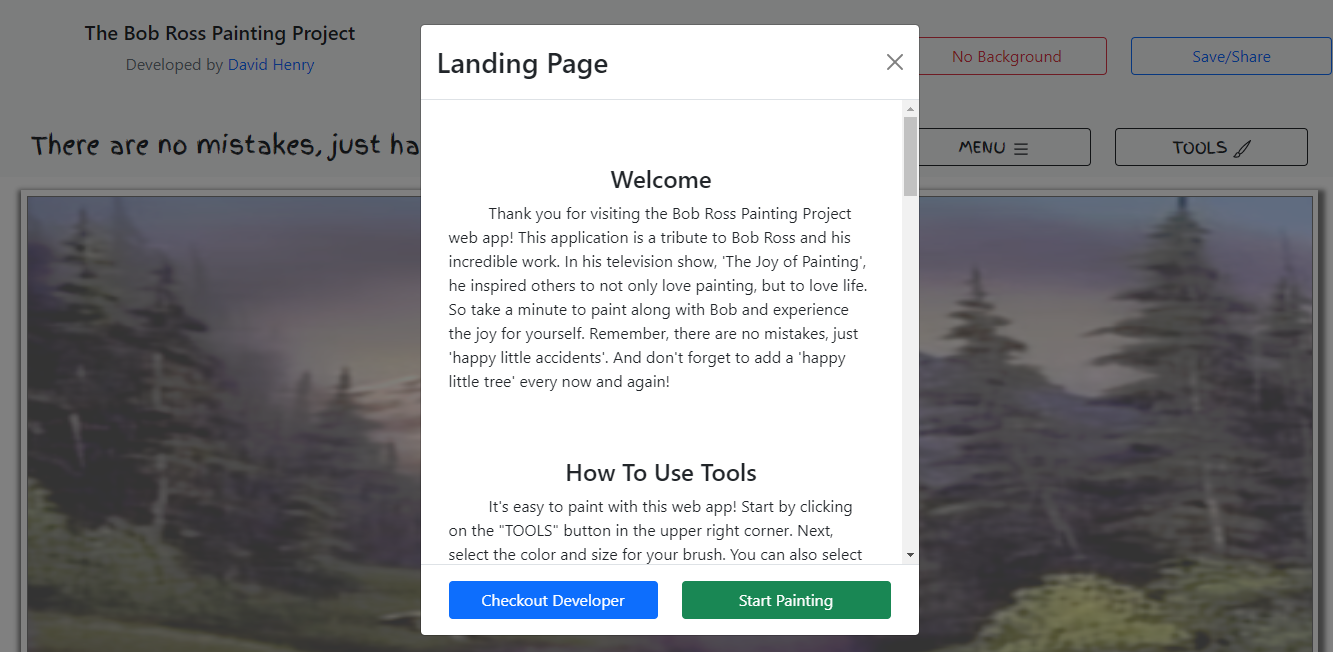 The Bob Ross Painting Project
Developed by David Henry
No Background
Save/Share
There are no mistakes, just
MENU
TOOLS
Landing Page
Welcome
Thank you for visiting the Bob Ross Painting Project
web app! This application is a tribute to Bob Ross and his
incredible work. In his television show, 'The Joy of Painting',
he inspired others to not only love painting, but to love life.
So take a minute to paint along with Bob and experience
the joy for yourself. Remember, there are no mistakes, just
'happy little accidents'. And don't forget to add a 'happy
little tree' every now and again!
How To Use Tools
It's easy to paint with this web app! Start by clicking
on the "TOOLS" button in the upper right corner. Next,
select the color and size for your brush. You can also select
Checkout Developer
Start Painting